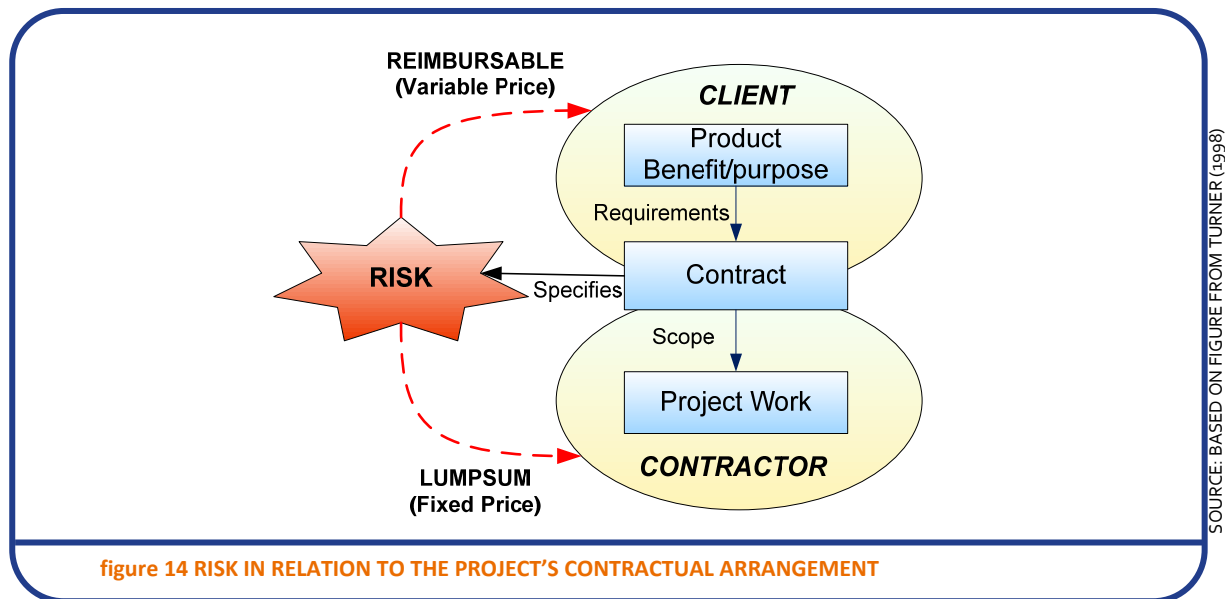 REIMBURSABLE
(Variable Price)
CLIENT
Product
Benefit/purpose
Requirements
RISK
Specifies
Contract
Scope
Project Work
CONTRACTOR
LUMPSUM
(Fixed Price)
SOURCE: BASED ON FIGURE FROM TURNER (1998)
figure 14 RISK IN RELATION TO THE PROJECT’S CONTRACTUAL ARRANGEMENT